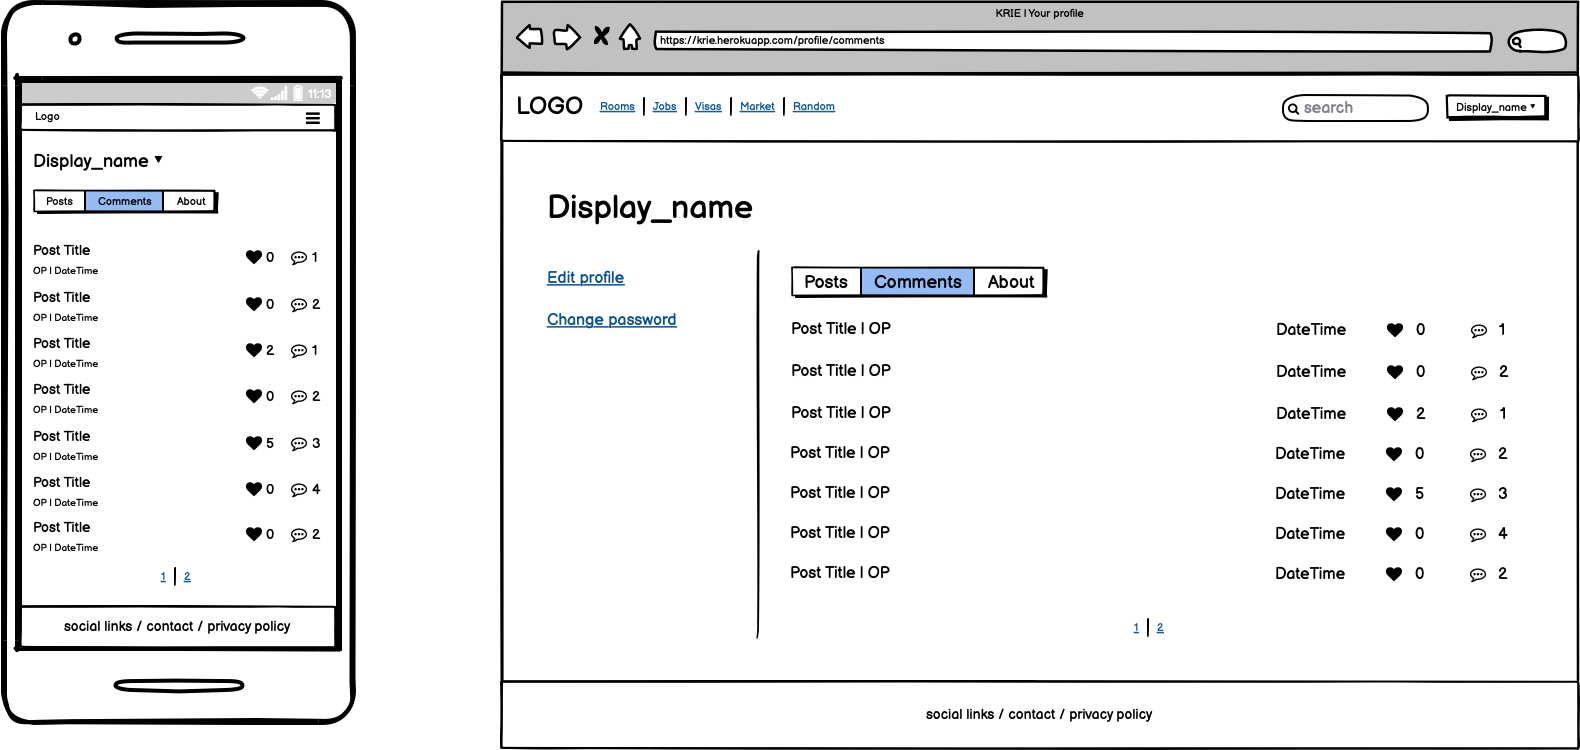 11:13
Logo
Display_name
Posts Comments About
Post Title
OP | DateTime
0 1
Post Title
OP | DateTime
0 2
Post Title
OP | DateTime
2 1
Post Title
OP | DateTime
0 2
Post Title
OP | DateTime
5 3
Post Title
OP | DateTime
0 4
Post Title
OP | DateTime
0 2
1 | 2
social links / contact / privacy policy
KRIE | Your profile
https://krie.herokuapp.com/profile/comments
LOGO Rooms | Jobs | Visas | Market | Random search Display_name
Display_name
Edit profile
Change password
Posts Comments About
Post Title | OP DateTime 0 1
Post Title | OP DateTime 0 2
Post Title | OP DateTime 2 1
Post Title | OP DateTime 0 2
Post Title | OP DateTime 5 3
Post Title | OP DateTime 0 4
Post Title | OP DateTime 0 2
1 | 2
social links / contact / privacy policy